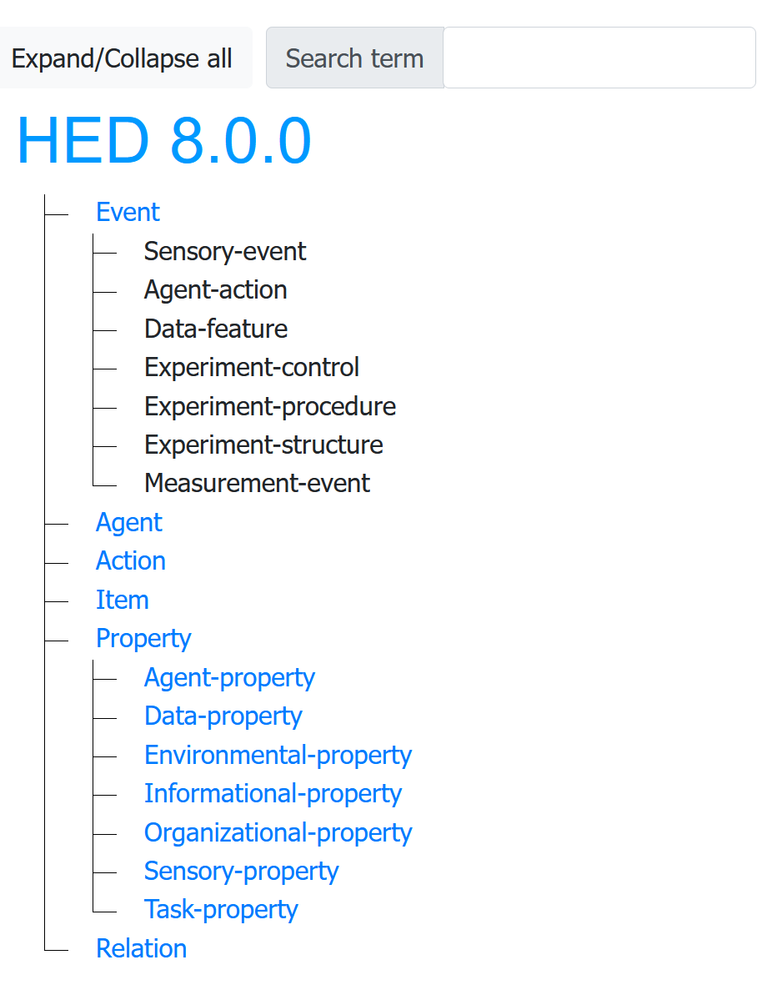 Expand/Collapse all Search term
HED 8.0.0
Event
Sensory-event
Agent-action
Data-feature
Experiment-control
Experiment-procedure
Experiment-structure
Measurement-event
Agent
Action
Item
Property
Agent-property
Data-property
Environmental-property
Informational-property
Organizational-property
Sensory-property
Task-property
Relation